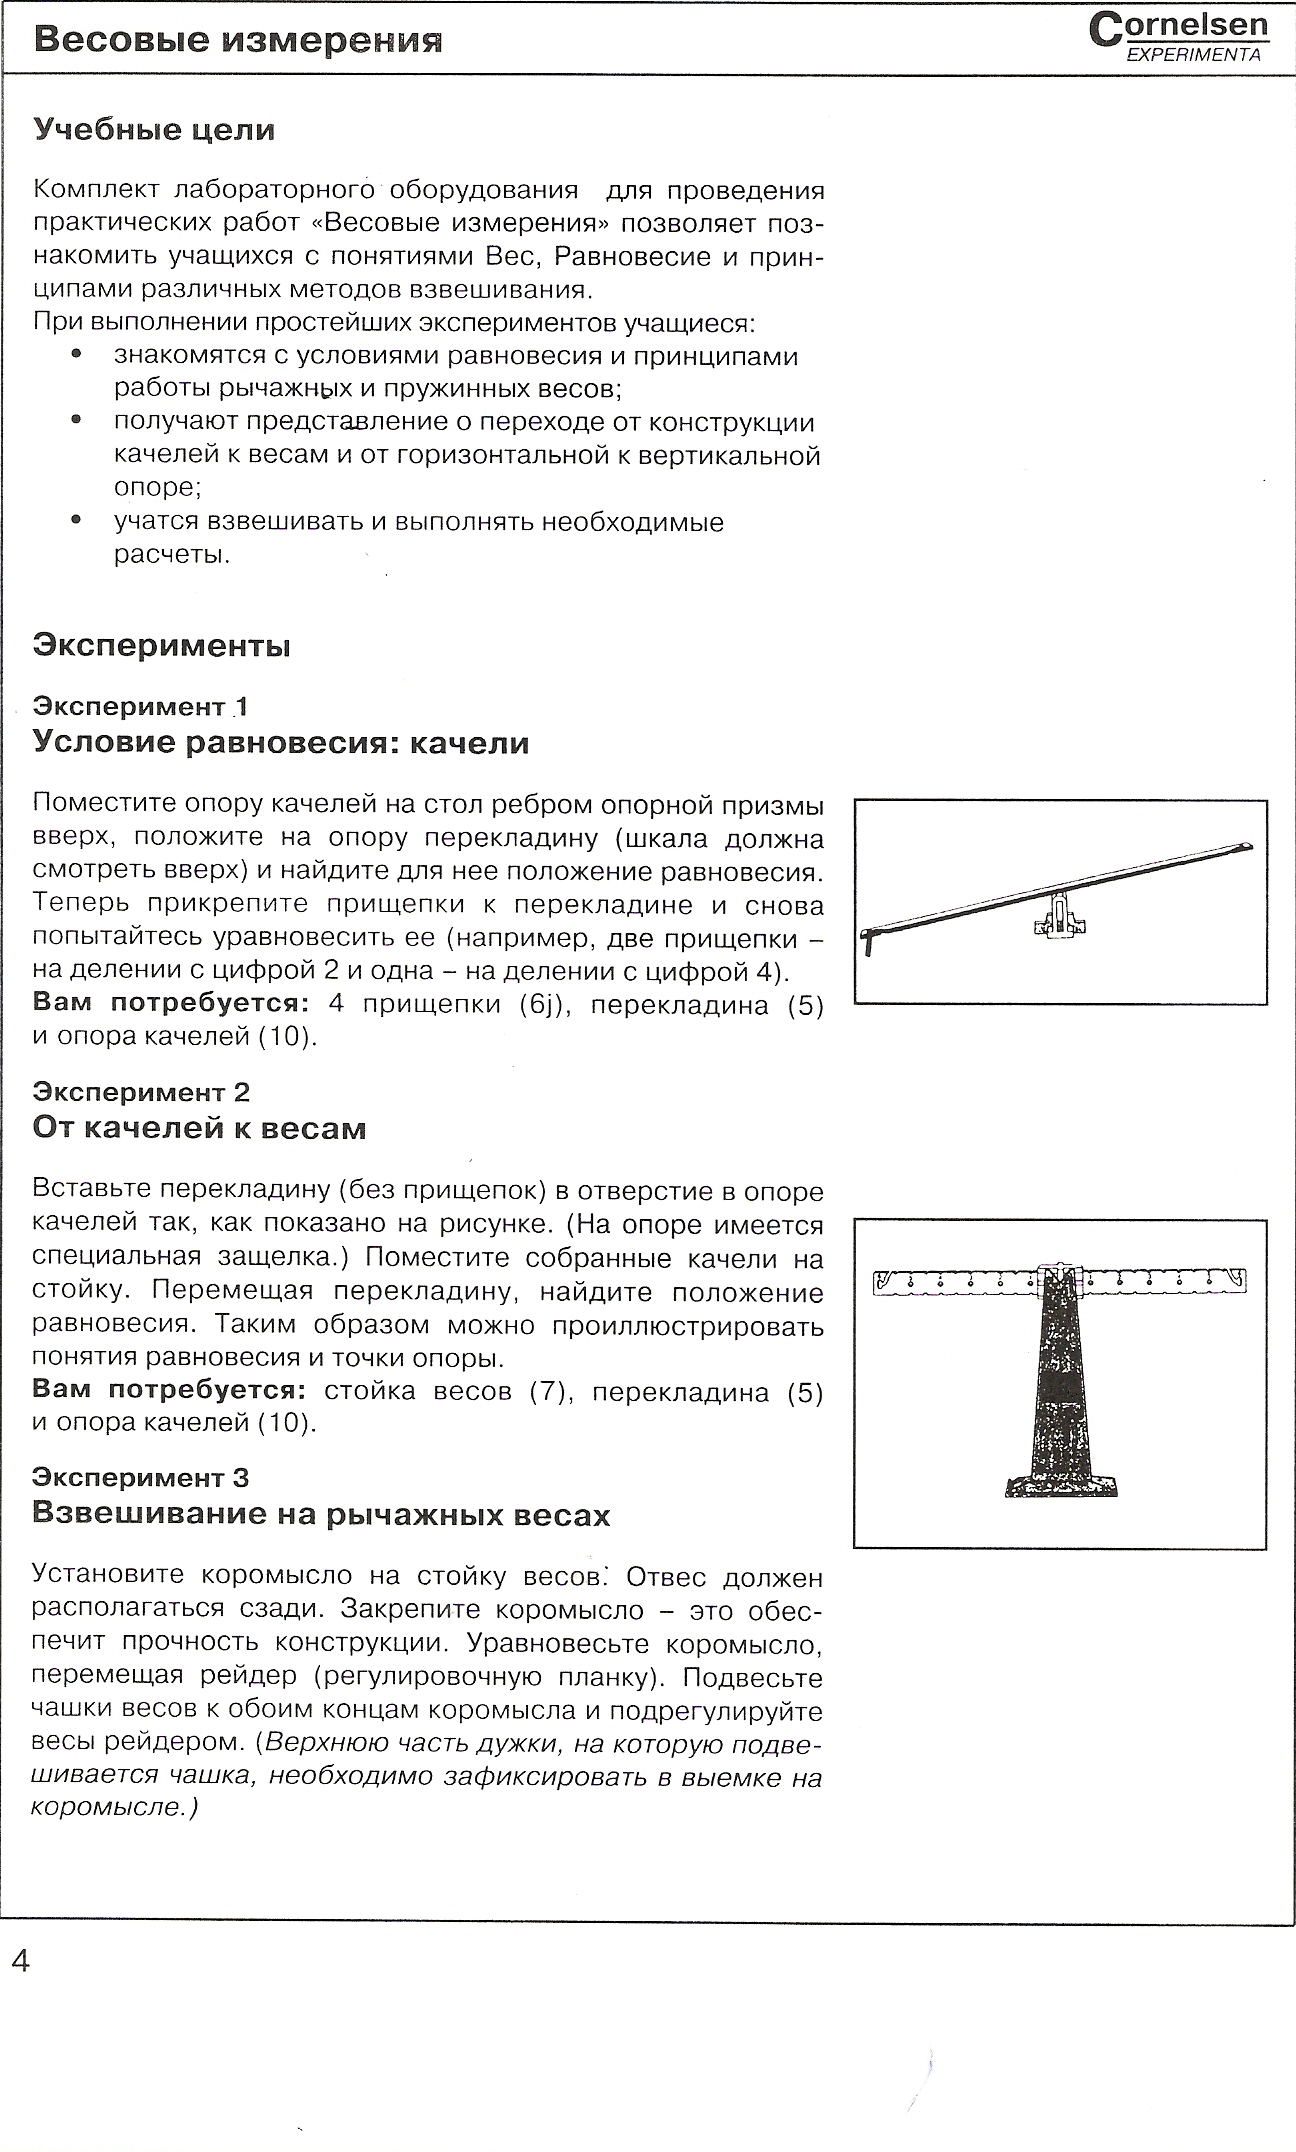 Весовые измерения
Cornelsen
EXPERIMENTA
Учебные цели
Комплект лабораторного оборудования для проведения
практических работ «Весовые измерения» позволяет поз-
накомить учащихся с понятиями Вес, Равновесие и прин-
ципами различных методов взвешивания.
При выполнении простейших экспериментов учащиеся:
• знакомятся с условиями равновесия и принципами
работы рычажных и пружинных весов;
• получают представление о переходе от конструкции
качелей к весам и от горизонтальной к вертикальной
опоре;
• учатся взвешивать и выполнять необходимые
расчеты.
Эксперименты
Эксперимент 1
Условие равновесия: качели
Поместите опору качелей на стол ребром опорной призмы
вверх, положите на опору перекладину (шкала должна
смотреть вверх) и найдите для нее положение равновесия.
Теперь прикрепите прищепки к перекладине и снова
попытайтесь уравновесить ее (например, две прищепки –
на делении с цифрой 2 и одна – на делении с цифрой 4).
Вам потребуется: 4 прищепки (6j), перекладина (5)
и опора качелей (10).
Эксперимент 2
От качелей к весам
Вставьте перекладину (без прищепок) в отверстие в опоре
качелей так, как показано на рисунке. (На опоре имеется
специальная защелка.) Поместите собранные качели на
стойку. Перемещая перекладину, найдите положение
равновесия. Таким образом можно проиллюстрировать
понятия равновесия и точки опоры.
Вам потребуется: стойка весов (7), перекладина (5)
и опора качелей (10).
Эксперимент 3
Взвешивание на рычажных весах
Установите коромысло на стойку весов. Отвес должен
располагаться сзади. Закрепите коромысло – это обес-
печит прочность конструкции. Уравновесьте коромысло,
перемещая рейдер (регулировочную планку). Подвесьте
чашки весов к обоим концам коромысла и подрегулируйте
весы рейдером. (Верхнюю часть дужки, на которую подве-
шивается чашка, необходимо зафиксировать в выемке на
коромысле.)
4